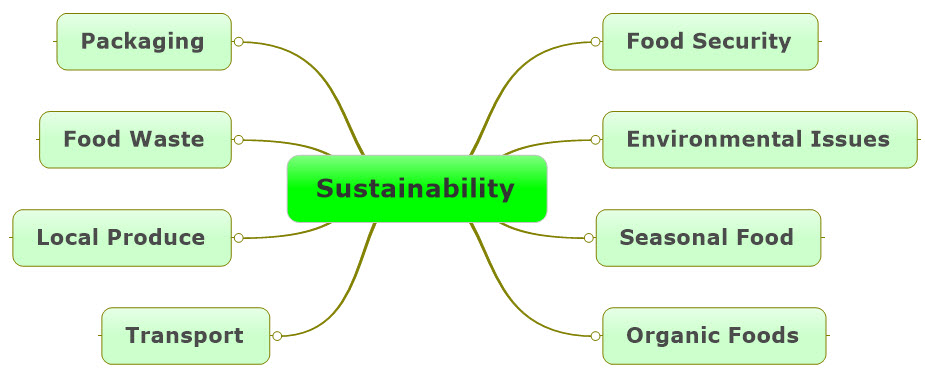 Packaging
Food Security
Food Waste
Environmental Issues
Sustainability
Local Produce
Seasonal Food
Transport
Organic Foods